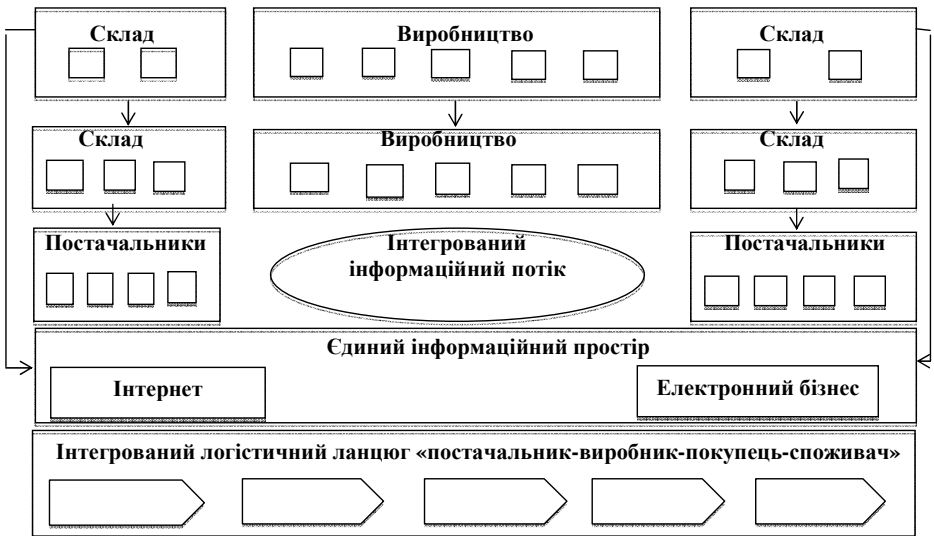 Склад
Виробництво
Склад
Склад
Виробництво
Склад
Постачальники
Інтегрований
інформаційний потік
Постачальники
Єдиний інформаційний простір
Інтернет
Електронний бізнес
Інтегрований логістичний ланцюг «постачальник-виробник-покупець-споживач»